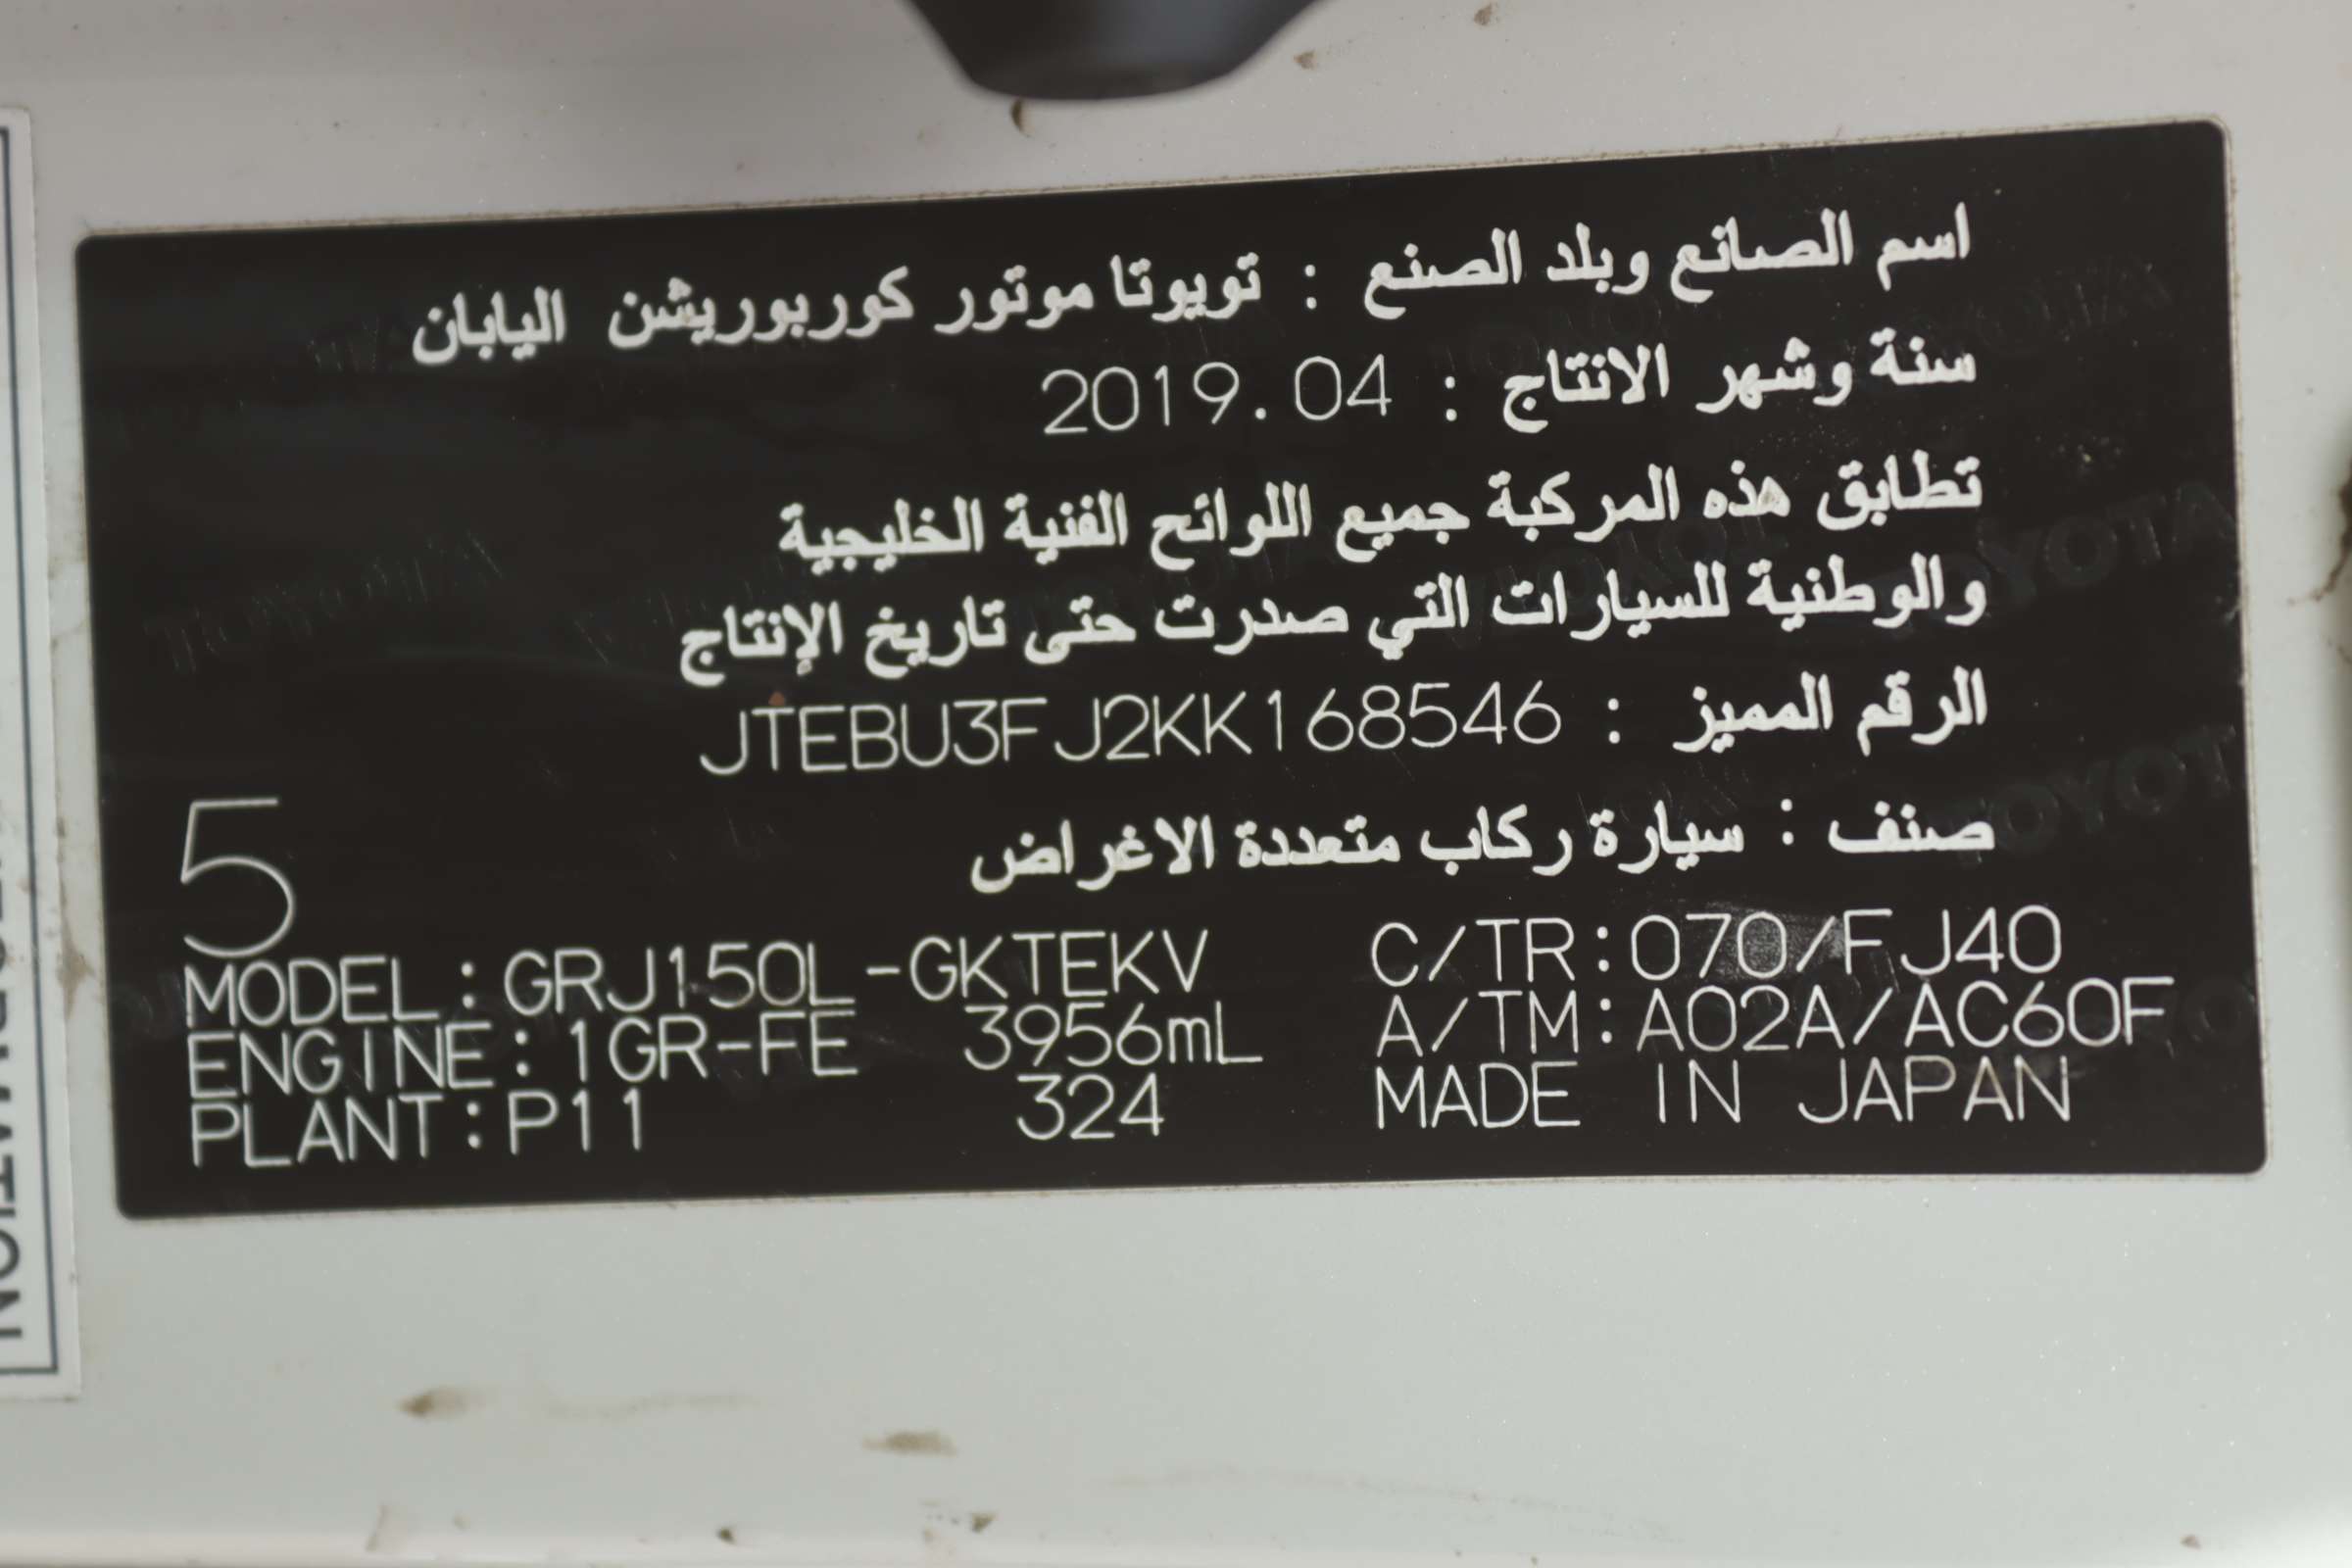 اسم الصانع وبلد الصنع : تويوتا موتور كوربوريشن اليابان
سنة وشهر الانتاج : 2019.04
تطابق هذه المركبة جميع اللوائح الفنية الخليجية
والوطنية للسيارات التي صدرت حتى تاريخ الإنتاج
الرقم المميز : JTEBU3FJ2KK168546
صنف : سيارة ركاب متعددة الاغراض
5
MODEL:GRJ150L-GKTEKV C/TR:070/FJ40
ENGINE:1GR-FE 3956mL A/TM:A02A/AC60F
PLANT:P11 324 MADE IN JAPAN